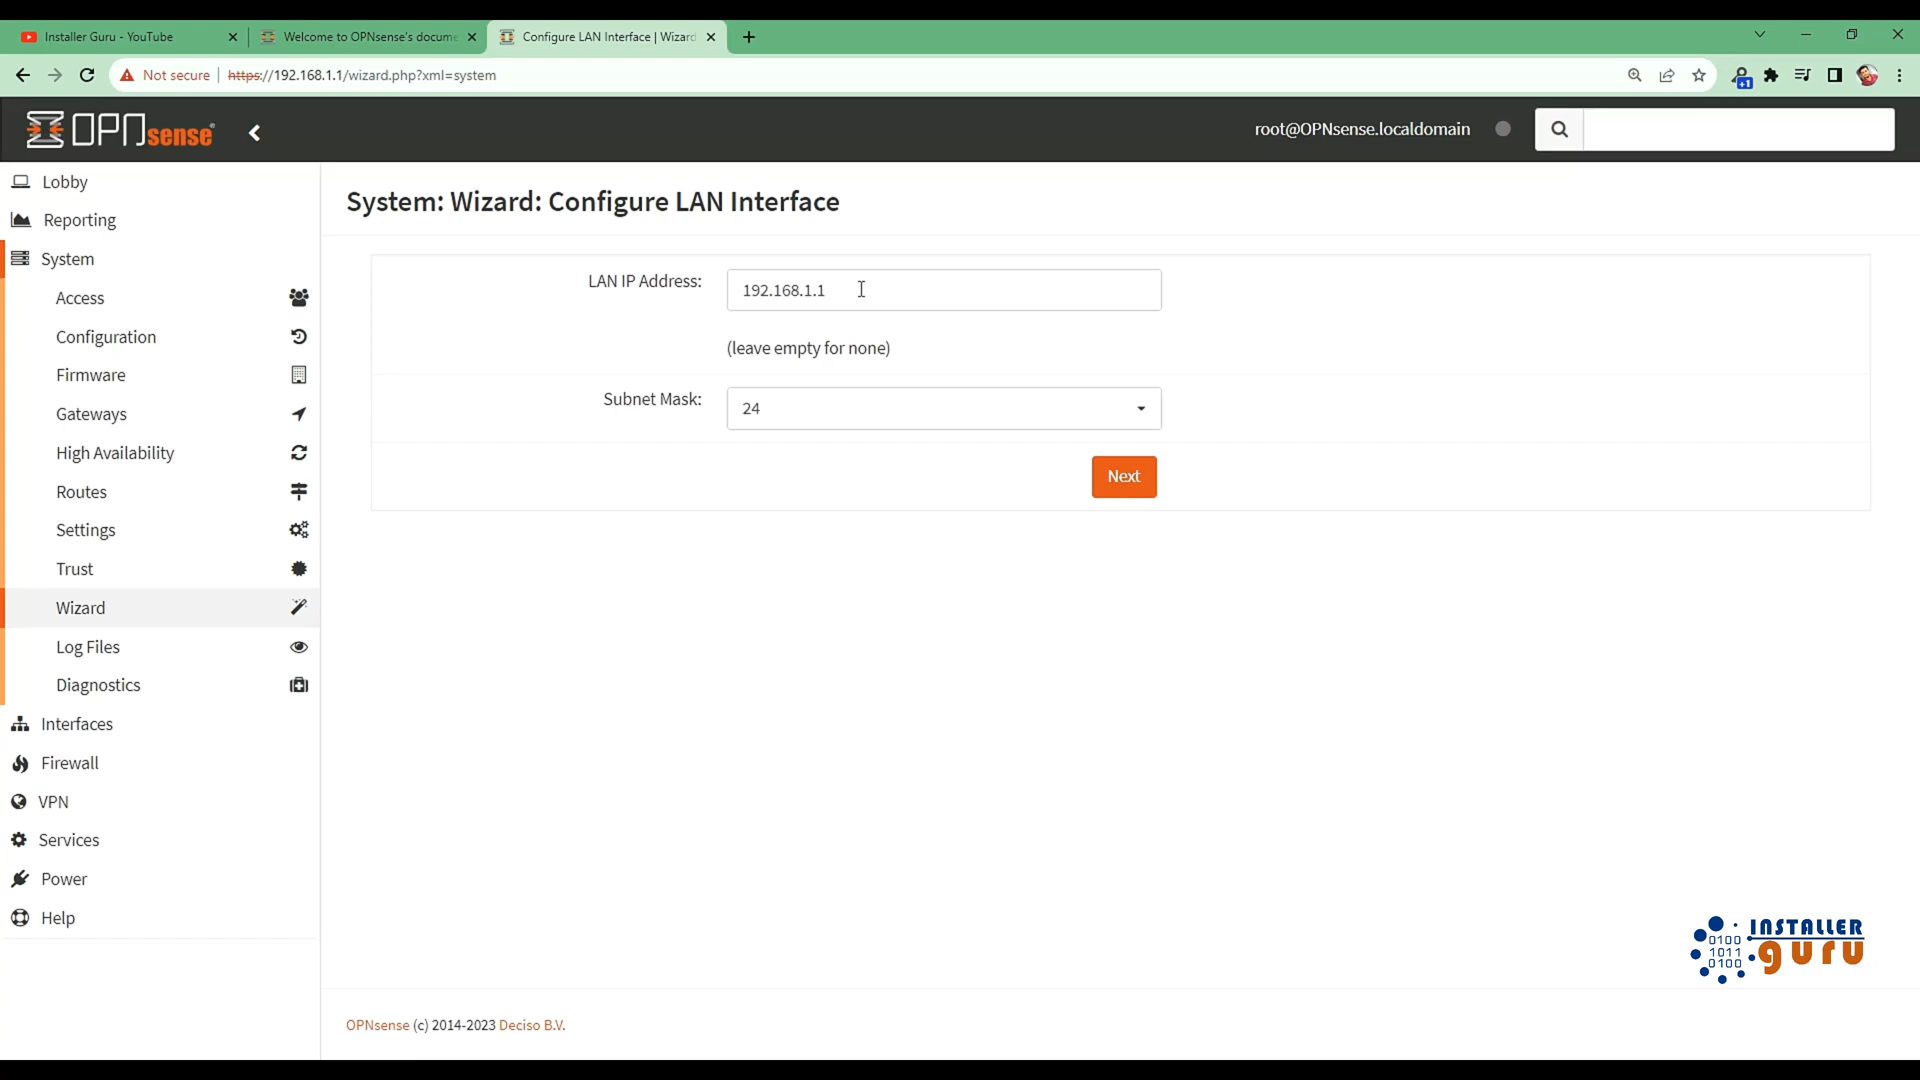 Installer Guru - YouTube
Welcome to OPNsense's docume
Configure LAN Interface | Wizard
Not secure
https://192.168.1.1/wizard.php?xml=system
+1
OPNsense
root@OPNsense.localdomain
Lobby
Reporting
System
Access
Configuration
Firmware
Gateways
High Availability
Routes
Settings
Trust
Wizard
Log Files
Diagnostics
Interfaces
Firewall
VPN
Services
Power
Help
System: Wizard: Configure LAN Interface
LAN IP Address:
192.168.1.1
(leave empty for none)
Subnet Mask:
24
Next
0100
1011
0100
INSTALLER
guru
OPNsense (c) 2014-2023 Deciso B.V.